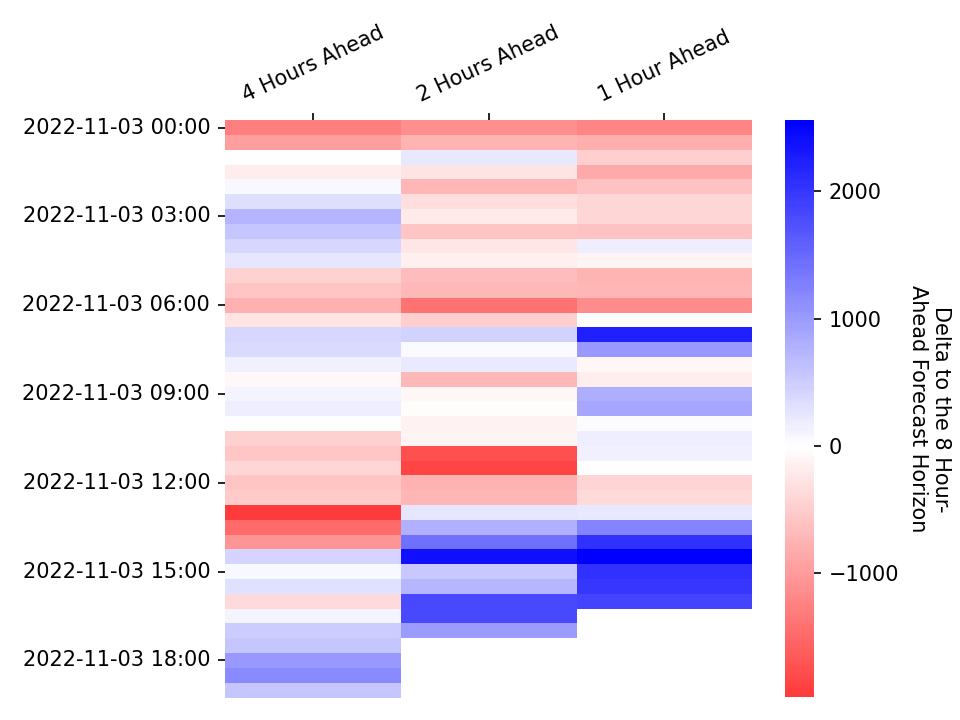 4 Hours Ahead
2 Hours Ahead
1 Hour Ahead
2022-11-03 00:00
2022-11-03 03:00
2022-11-03 06:00
2022-11-03 09:00
2022-11-03 12:00
2022-11-03 15:00
2022-11-03 18:00
2000
1000
0
−1000
Delta to the 8 Hour-
Ahead Forecast Horizon